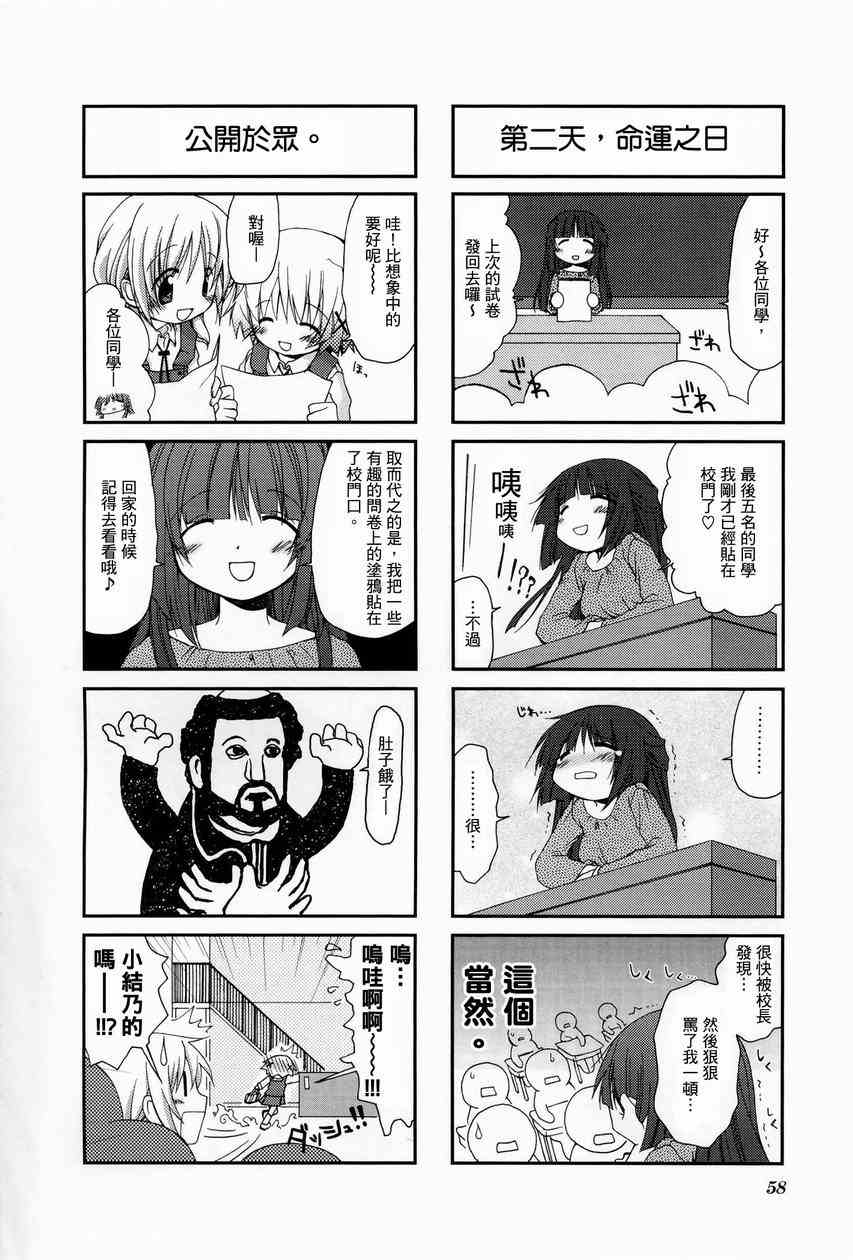 第二天，命運之日
好～各位同學，
上次的試卷
發回去囉～
ざわ
ざわ
ざわ
最後五名的同學
我剛才已經貼在
校門了♡
咦咦咦
——!!??
…不過
………
………
…很…
じわ…
很快被校長
發現…
然後狠狠
罵了我一頓…
這個
當然。
しくしく
しくしく
公開於眾。
哇！比想象中的
要好呢～～
對喔—
各位同學—
ほっ
取而代之的是，我把一些
有趣的問卷上的塗鴉貼在
了校門口。
回家的時候
記得去看看哦♪
肚子餓了—
嗚…
嗚哇啊啊～～!!!
小結乃的
嗎——!!?
ダッシュ!!
58